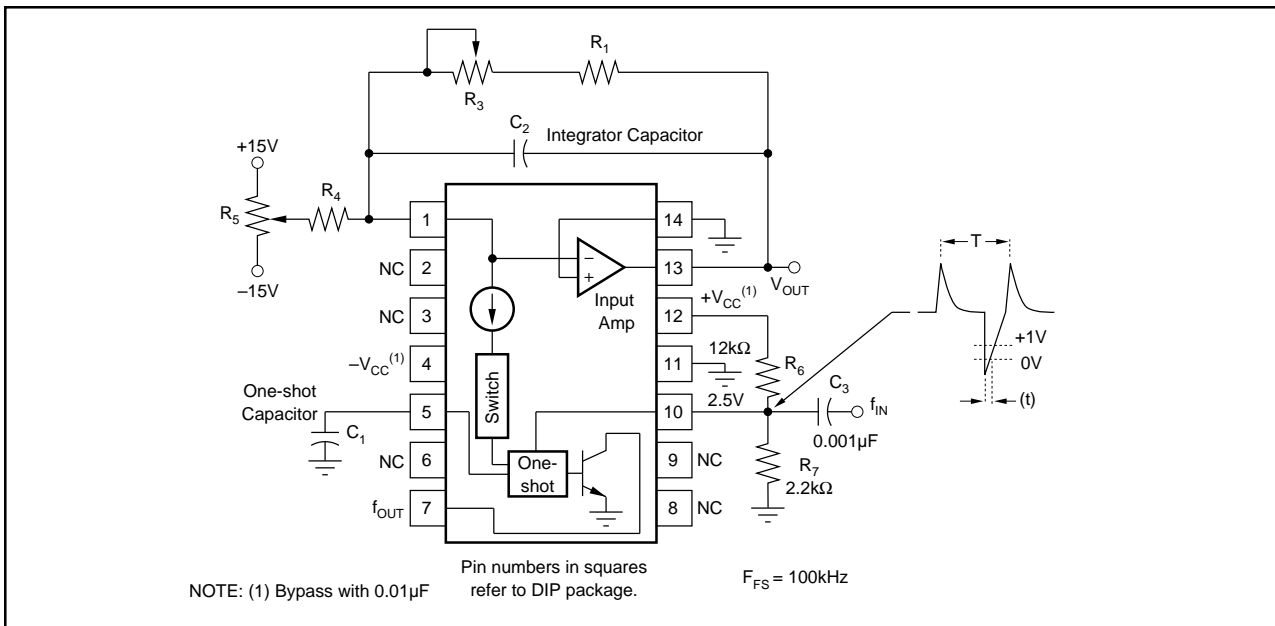 R1
R3
C2
Integrator Capacitor
+15V
R4
R5
–15V
1
14
T
NC
2
–
+
13
VOUT
Input
Amp
+VCC(1)
NC
3
12
+1V
0V
12kΩ
R6
–VCC(1)
4
Switch
11
(t)
One-shot
Capacitor
2.5V
C3
fIN
5
10
0.001µF
C1
NC
6
One-
shot
9
NC
R7
2.2kΩ
fOUT
7
8
NC
Pin numbers in squares
refer to DIP package.
FFS = 100kHz
NOTE: (1) Bypass with 0.01µF